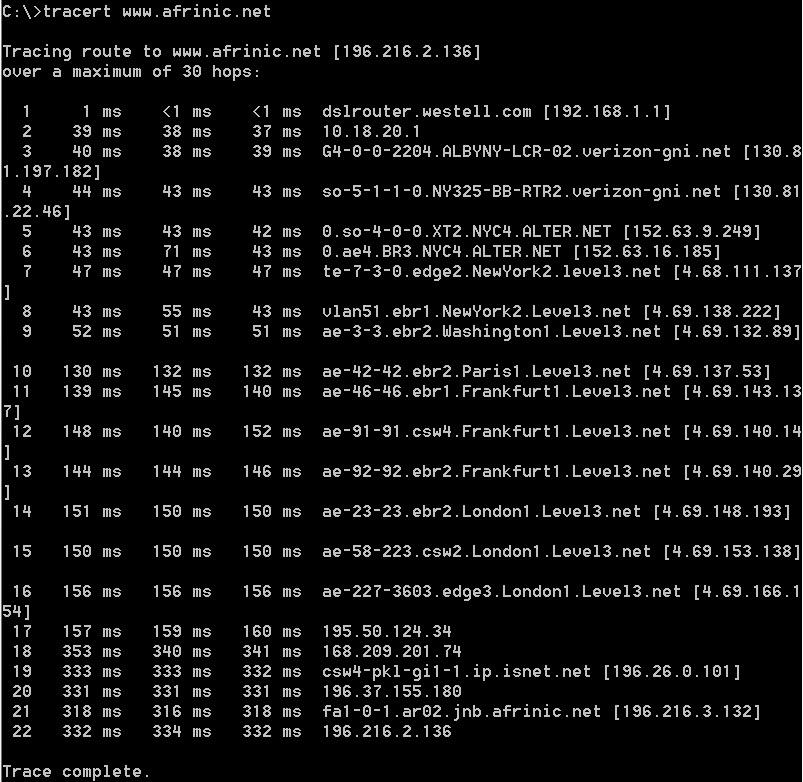 C:\>tracert www.afrinic.net
Tracing route to www.afrinic.net [196.216.2.136]
over a maximum of 30 hops:
1 1 ms <1 ms <1 ms dslrouter.westell.com [192.168.1.1]
2 39 ms 38 ms 37 ms 10.18.20.1
3 40 ms 38 ms 39 ms G4-0-0-2204.ALBYNY-LCR-02.verizon-gni.net [130.8
1.197.182]
4 44 ms 43 ms 43 ms so-5-1-1-0.NY325-BB-RTR2.verizon-gni.net [130.81
.22.46]
5 43 ms 43 ms 42 ms 0.so-4-0-0.XT2.NYC4.ALTER.NET [152.63.9.249]
6 43 ms 71 ms 43 ms 0.ae4.BR3.NYC4.ALTER.NET [152.63.16.185]
7 47 ms 47 ms 47 ms te-7-3-0.edge2.NewYork2.level3.net [4.68.111.137
]
8 43 ms 55 ms 43 ms vlan51.ebr1.NewYork2.Level3.net [4.69.138.222]
9 52 ms 51 ms 51 ms ae-3-3.ebr2.Washington1.Level3.net [4.69.132.89]
10 130 ms 132 ms 132 ms ae-42-42.ebr2.Paris1.Level3.net [4.69.137.53]
11 139 ms 145 ms 140 ms ae-46-46.ebr1.Frankfurt1.Level3.net [4.69.143.13
7]
12 148 ms 140 ms 152 ms ae-91-91.csw4.Frankfurt1.Level3.net [4.69.140.14
]
13 144 ms 144 ms 146 ms ae-92-92.ebr2.Frankfurt1.Level3.net [4.69.140.29
]
14 151 ms 150 ms 150 ms ae-23-23.ebr2.London1.Level3.net [4.69.148.193]
15 150 ms 150 ms 150 ms ae-58-223.csw2.London1.Level3.net [4.69.153.138]
16 156 ms 156 ms 156 ms ae-227-3603.edge3.London1.Level3.net [4.69.166.1
54]
17 157 ms 159 ms 160 ms 195.50.124.34
18 353 ms 340 ms 341 ms 168.209.201.74
19 333 ms 333 ms 332 ms csw4-pkl-gi1-1.ip.isnet.net [196.26.0.101]
20 331 ms 331 ms 331 ms 196.37.155.180
21 318 ms 316 ms 318 ms fa1-0-1.ar02.jnb.afrinic.net [196.216.3.132]
22 332 ms 334 ms 332 ms 196.216.2.136
Trace complete.